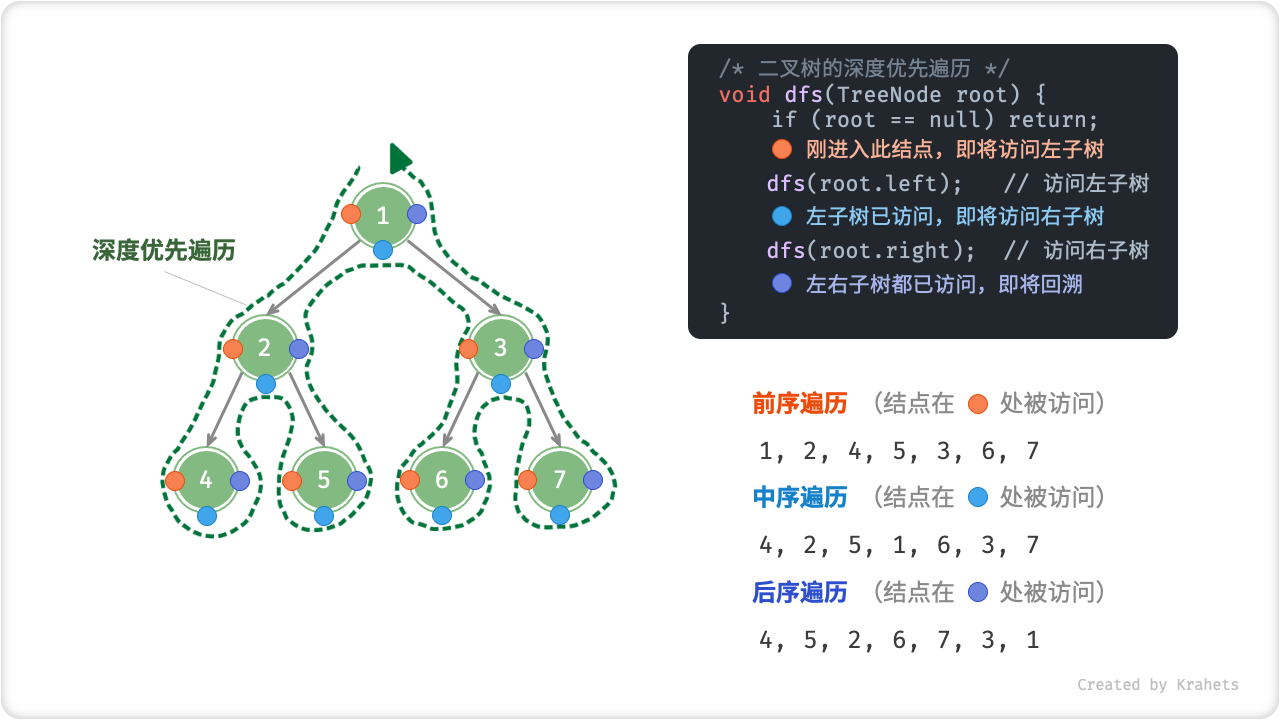 深度优先遍历
1
2
3
4
5
6
7
/* 二叉树的深度优先遍历 */
void dfs(TreeNode root) {
if (root == null) return;
刚进入此结点，即将访问左子树
dfs(root.left); // 访问左子树
左子树已访问，即将访问右子树
dfs(root.right); // 访问右子树
左右子树都已访问，即将回溯
}
前序遍历 （结点在 处被访问）
1, 2, 4, 5, 3, 6, 7
中序遍历 （结点在 处被访问）
4, 2, 5, 1, 6, 3, 7
后序遍历 （结点在 处被访问）
4, 5, 2, 6, 7, 3, 1
Created by Krahets